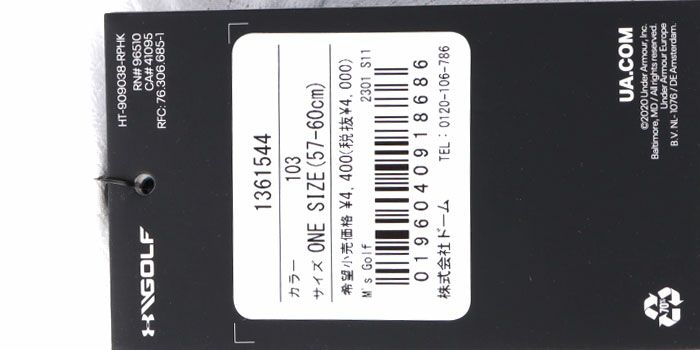 HT-909038-RPHK
RN# 96510
CA# 41095
RFC: 76.306.685-1
GOLF
1361544
カラー 103
サイズ ONE SIZE(57-60cm)
希望小売価格 ¥4,400(税抜¥4,000)
M's Golf 2301 S11
0196040918686
株式会社ドーム TEL: 0120-106-786
UA.COM
©2020 Under Armour, Inc.
Baltimore, MD / All rights reserved.
Under Armour Europe
B.V. NL-1076 / DE Amsterdam.
70%